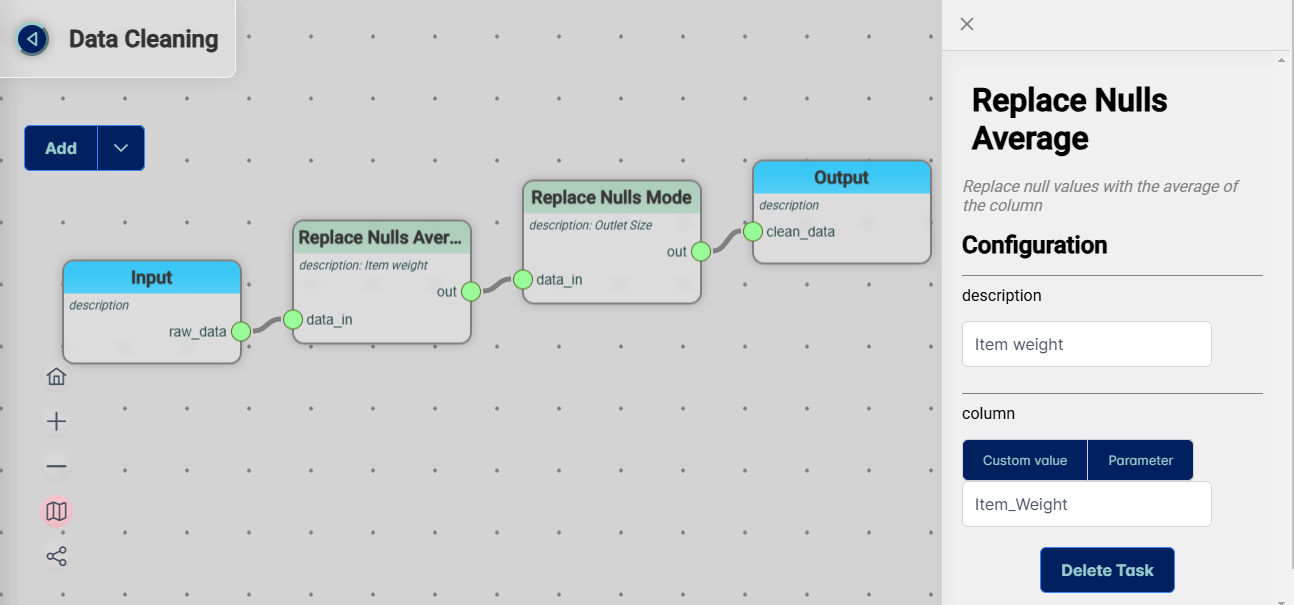 Data Cleaning
Add
Input
description
raw_data
Replace Nulls Aver...
description: Item weight
out
data_in
Replace Nulls Mode
description: Outlet Size
out
data_in
Output
description
clean_data
Replace Nulls
Average
Replace null values with the average of
the column
Configuration
description
Item weight
column
Custom value
Parameter
Item_Weight
Delete Task